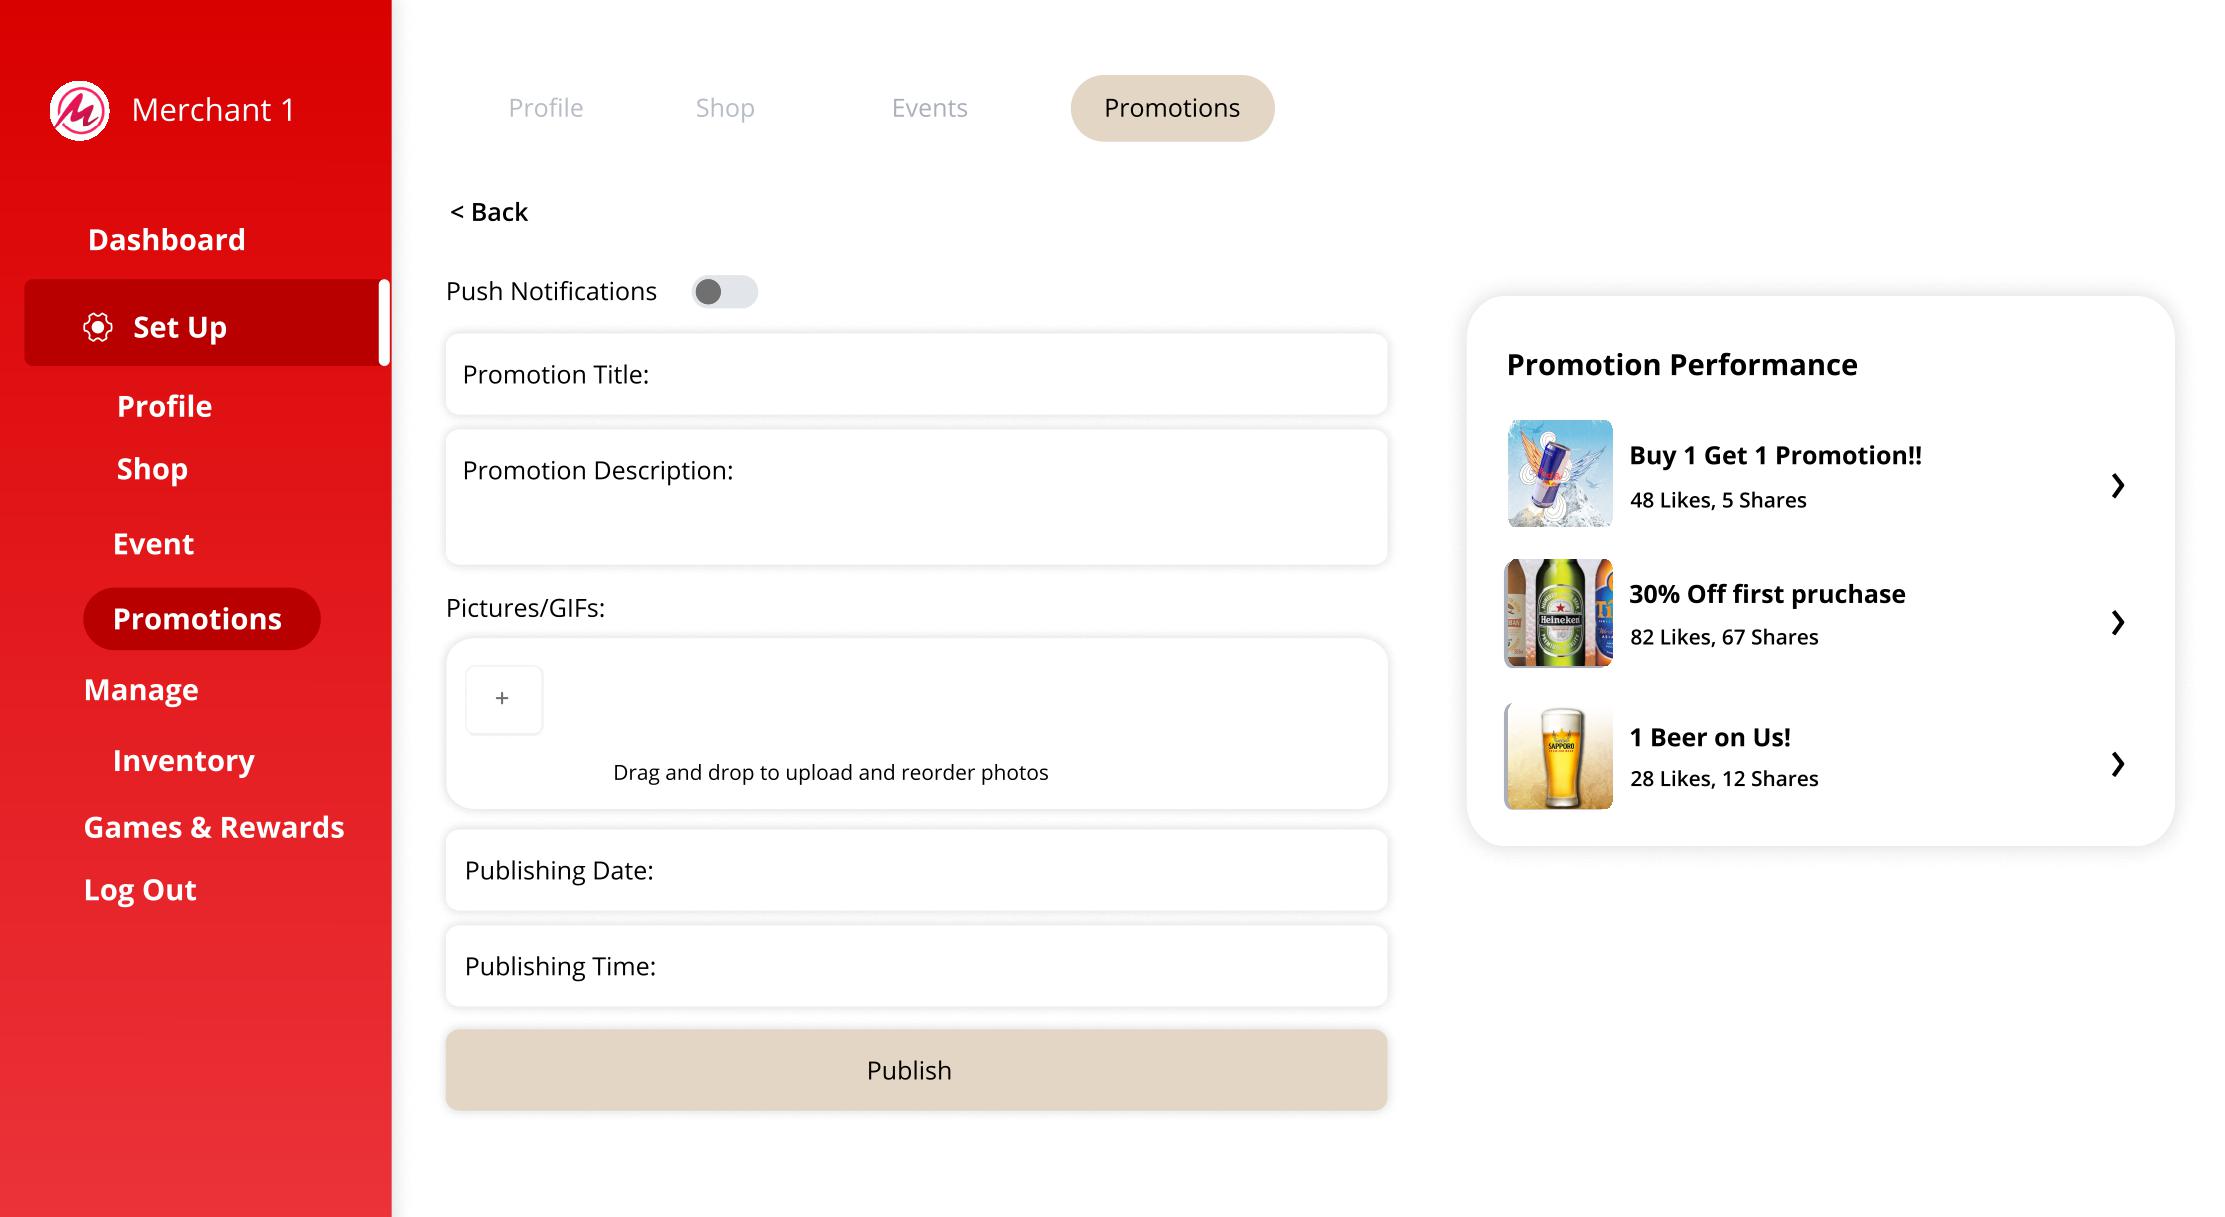 Merchant 1
Dashboard
Set Up
Profile
Shop
Event
Promotions
Manage
Inventory
Games & Rewards
Log Out
Profile
Shop
Events
Promotions
< Back
Push Notifications
Promotion Title:
Promotion Description:
Pictures/GIFs:
+
Drag and drop to upload and reorder photos
Publishing Date:
Publishing Time:
Publish
Promotion Performance
Buy 1 Get 1 Promotion!!
48 Likes, 5 Shares
Heineken
30% Off first pruchase
82 Likes, 67 Shares
SAPPORO
1 Beer on Us!
28 Likes, 12 Shares